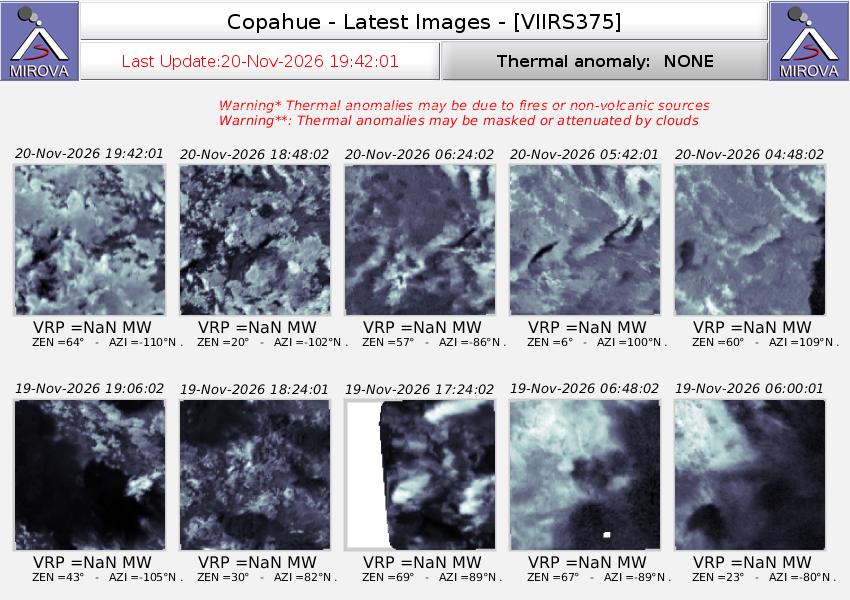 Copahue - Latest Images - [VIIRS375]
MIROVA
Last Update:20-Nov-2026 19:42:01
Thermal anomaly: NONE
MIROVA
Warning* Thermal anomalies may be due to fires or non-volcanic sources
Warning**: Thermal anomalies may be masked or attenuated by clouds
20-Nov-2026 19:42:01 20-Nov-2026 18:48:02 20-Nov-2026 06:24:02 20-Nov-2026 05:42:01 20-Nov-2026 04:48:02
VRP =NaN MW VRP =NaN MW VRP =NaN MW VRP =NaN MW VRP =NaN MW
ZEN =64° - AZI =-110°N . ZEN =20° - AZI =-102°N . ZEN =57° - AZI =-86°N . ZEN =6° - AZI =100°N . ZEN =60° - AZI =109°N .
19-Nov-2026 19:06:02 19-Nov-2026 18:24:01 19-Nov-2026 17:24:02 19-Nov-2026 06:48:02 19-Nov-2026 06:00:01
VRP =NaN MW VRP =NaN MW VRP =NaN MW VRP =NaN MW VRP =NaN MW
ZEN =43° - AZI =-105°N . ZEN =30° - AZI =82°N . ZEN =69° - AZI =89°N . ZEN =67° - AZI =-89°N . ZEN =23° - AZI =-80°N .